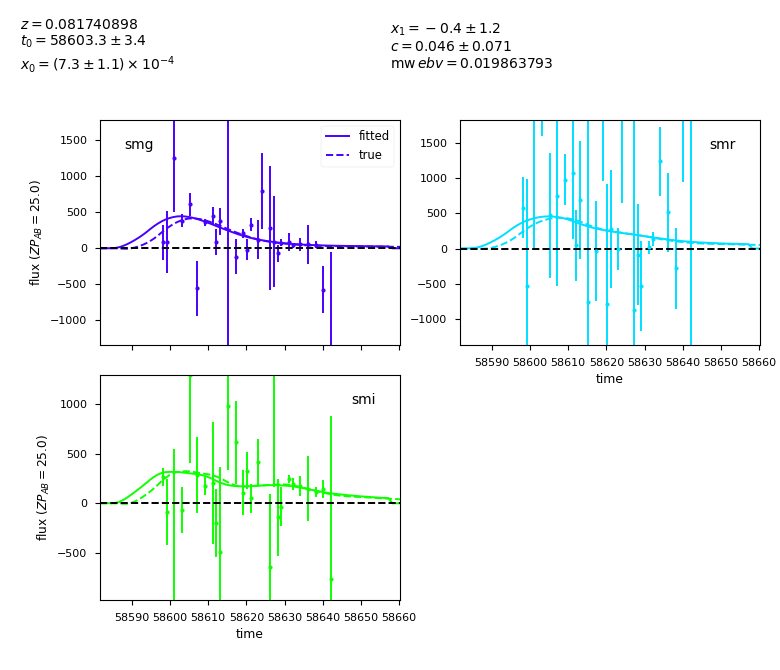 z = 0.081740898
t₀ = 58603.3 ± 3.4
x₀ = (7.3 ± 1.1) × 10⁻⁴
x₁ = −0.4 ± 1.2
c = 0.046 ± 0.071
mw ebv = 0.019863793
smg
fitted
true
1500
1000
500
0
−500
−1000
flux (ZP_AB = 25.0)
smr
1500
1000
500
0
−500
−1000
58590 58600 58610 58620 58630 58640 58650 58660
time
smi
1000
500
0
−500
flux (ZP_AB = 25.0)
58590 58600 58610 58620 58630 58640 58650 58660
time